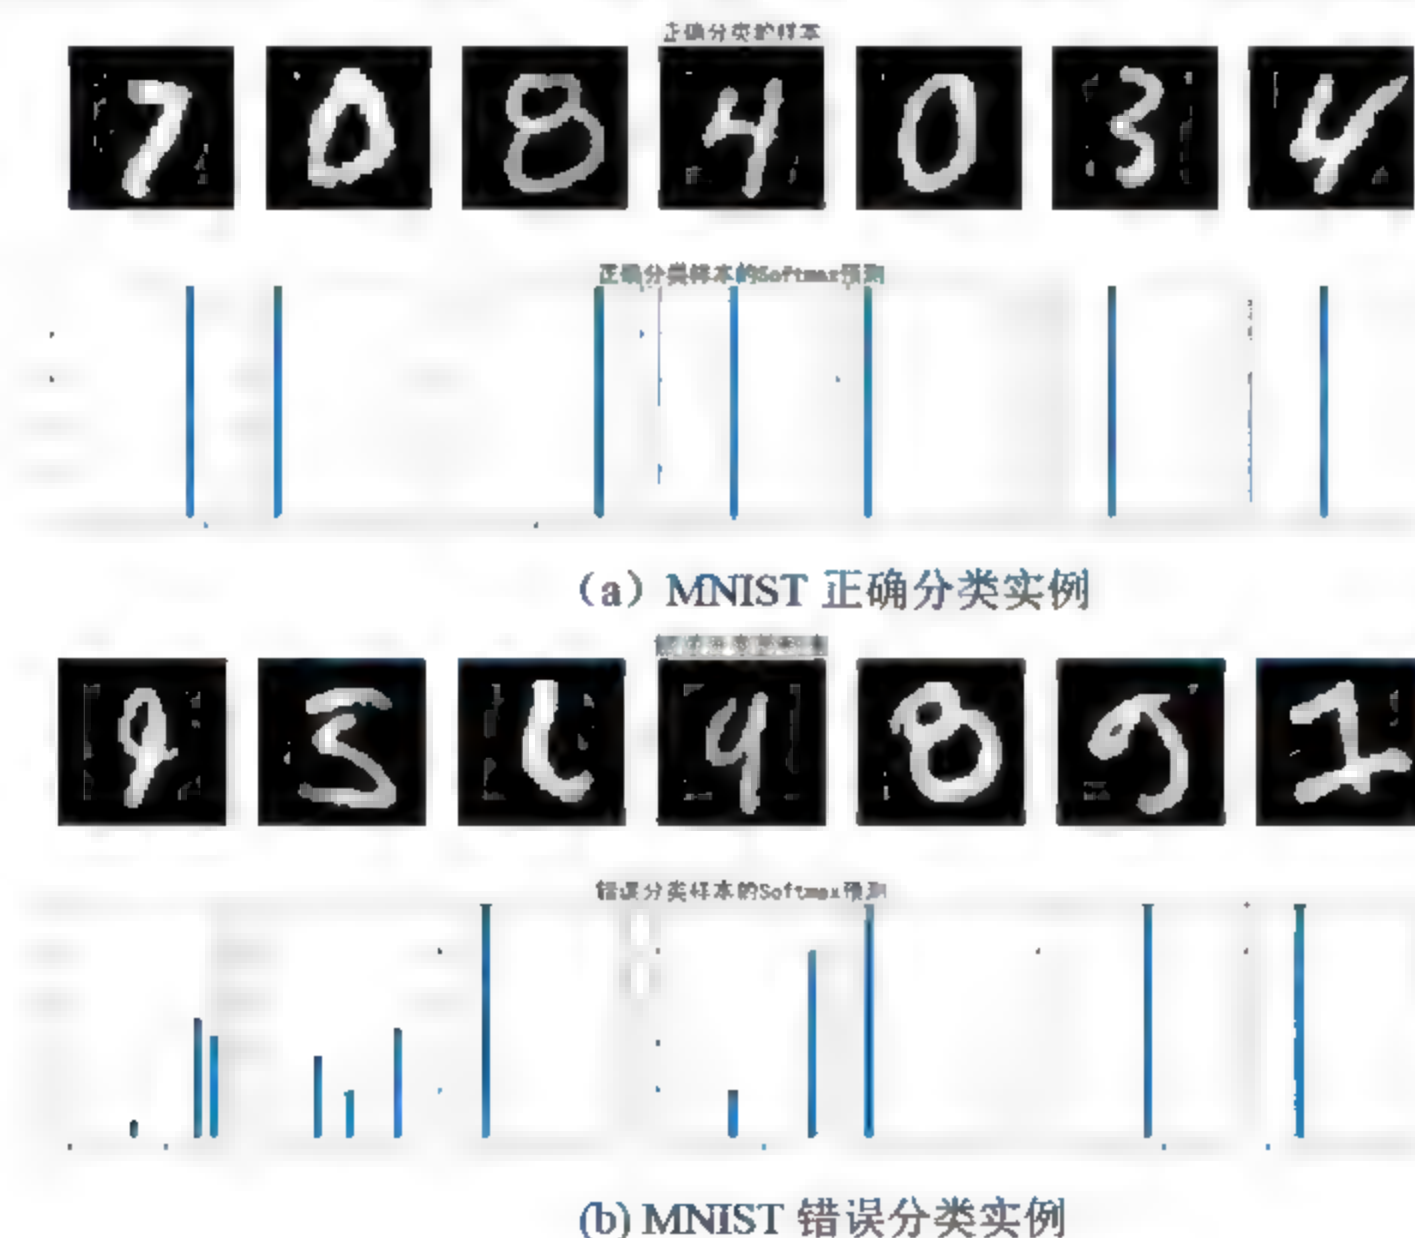 正确分类的样本
正确分类样本的Softmax预测
(a) MNIST 正确分类实例
错误分类样本的Softmax预测
(b) MNIST 错误分类实例